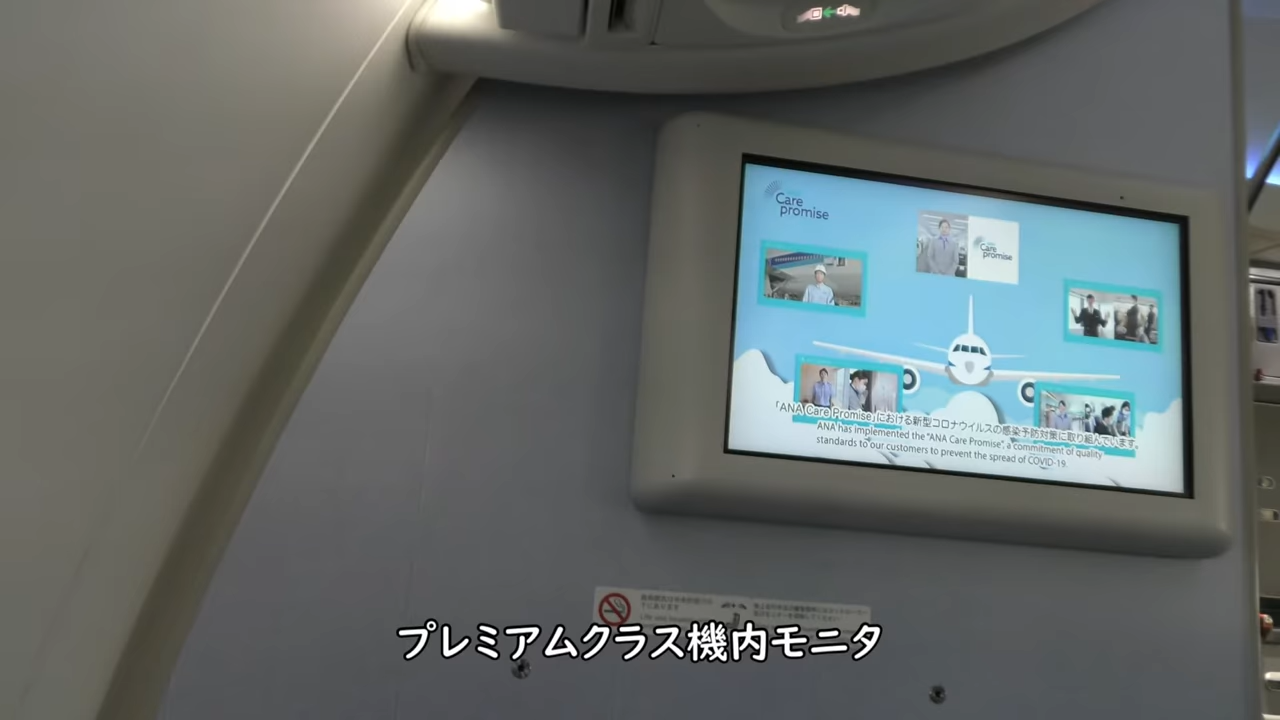 Care
promise
Care
promise
「ANA Care Promise」における新型コロナウイルスの感染予防対策に取り組んでいます。
ANA has implemented the "ANA Care Promise", a commitment of quality
standards to our customers to prevent the spread of COVID-19.
プレミアムクラス機内モニタ